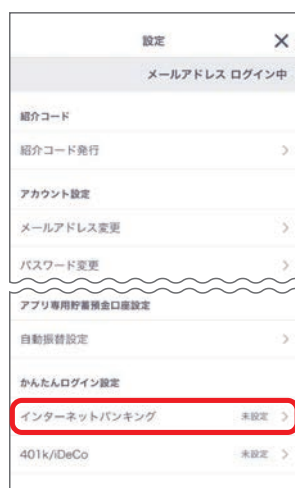 設定
メールアドレス ログイン中
紹介コード
紹介コード発行
アカウント設定
メールアドレス変更
パスワード変更
アプリ専用貯蓄預金口座設定
自動振替設定
かんたんログイン設定
インターネットバンキング 未設定
401k/iDeCo 未設定